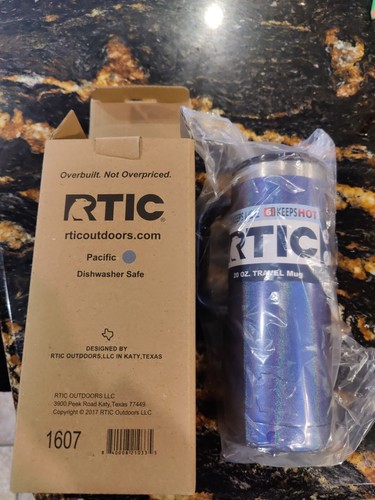 Overbuilt. Not Overpriced.
RTIC
rticoutdoors.com
Pacific
Dishwasher Safe
DESIGNED BY
RTIC OUTDOORS,LLC IN KATY,TEXAS
RTIC OUTDOORS LLC
3900 Peek Road Katy,Texas 77449
Copyright © 2017 RTIC Outdoors LLC
1607
6 KEEPS HOT
RTIC
20 OZ. TRAVEL Mug